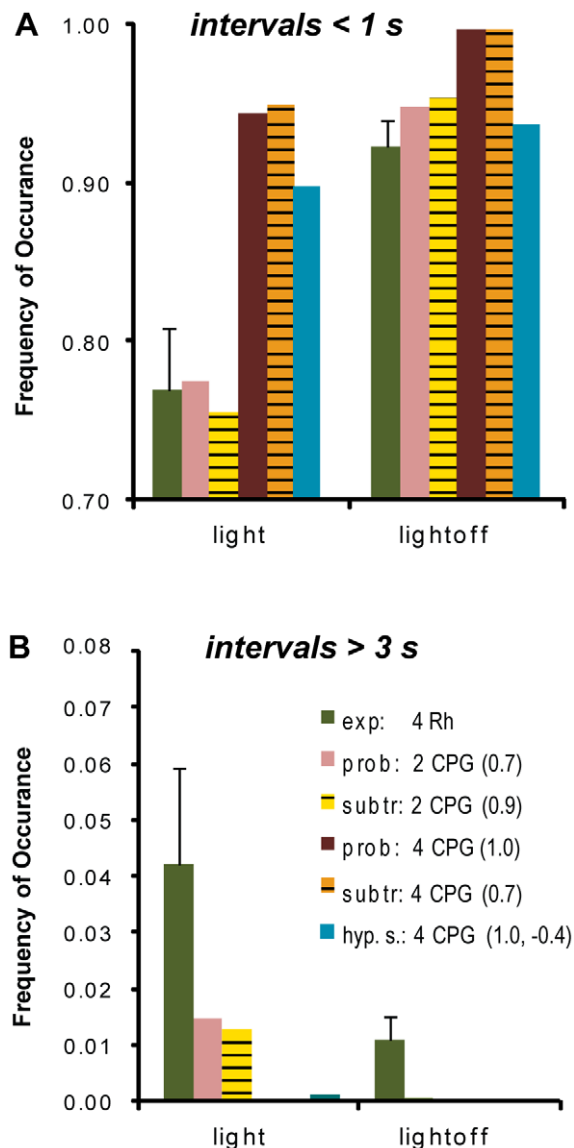 A intervals < 1 s
1.00
0.90
0.80
0.70
Frequency of Occurance
light lightoff
B intervals > 3 s
0.08
0.07
0.06
0.05
0.04
0.03
0.02
0.01
0.00
Frequency of Occurance
exp: 4 Rh
prob: 2 CPG (0.7)
subtr: 2 CPG (0.9)
prob: 4 CPG (1.0)
subtr: 4 CPG (0.7)
hyp. s.: 4 CPG (1.0, -0.4)
light lightoff